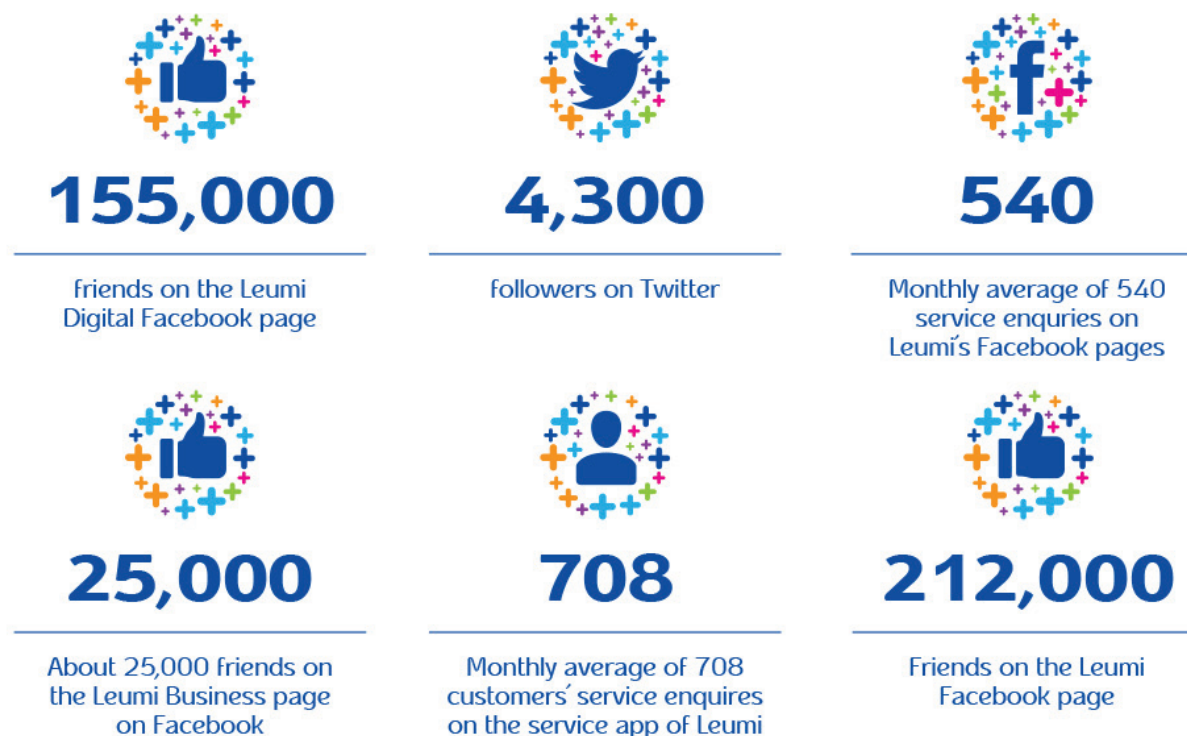 155,000
friends on the Leumi
Digital Facebook page
4,300
followers on Twitter
540
Monthly average of 540
service enquries on
Leumi's Facebook pages
25,000
About 25,000 friends on
the Leumi Business page
on Facebook
708
Monthly average of 708
customers' service enquires
on the service app of Leumi
212,000
Friends on the Leumi
Facebook page